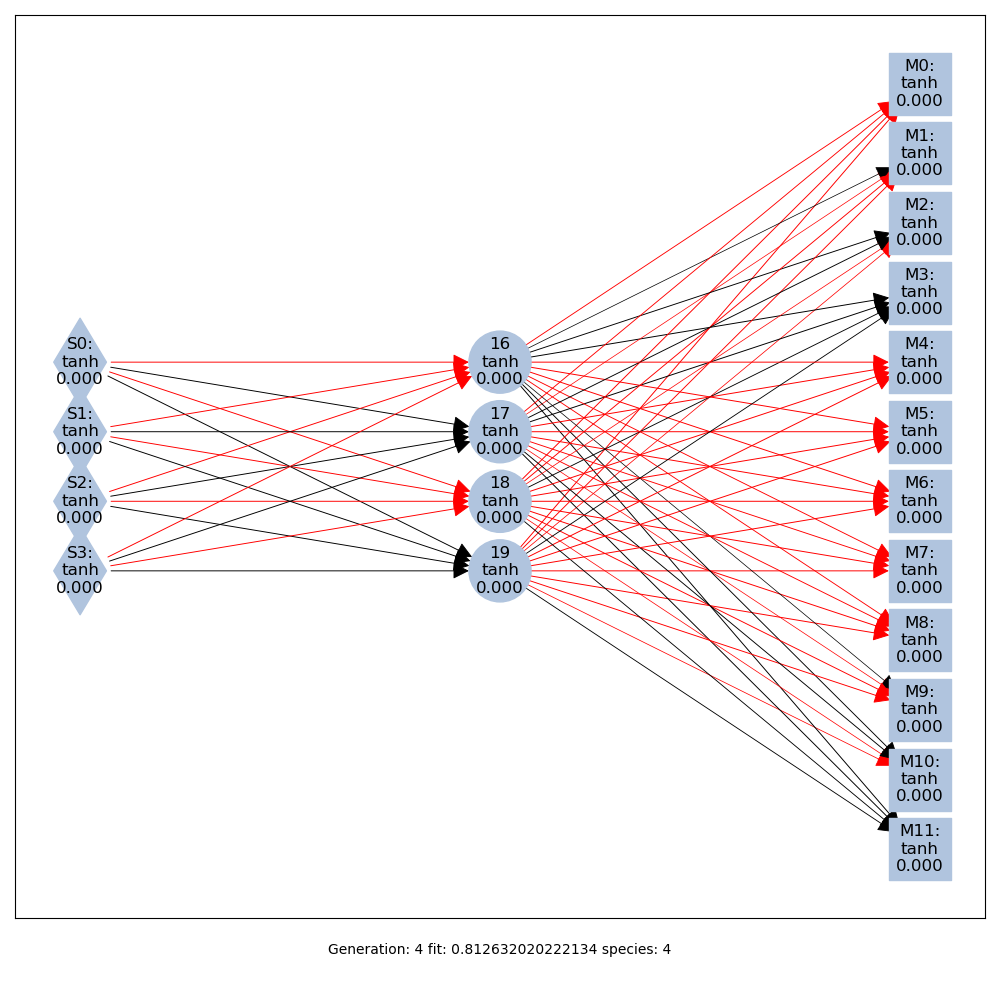 S0:
tanh
0.000
S1:
tanh
0.000
S2:
tanh
0.000
S3:
tanh
0.000
16
tanh
0.000
17
tanh
0.000
18
tanh
0.000
19
tanh
0.000
M0:
tanh
0.000
M1:
tanh
0.000
M2:
tanh
0.000
M3:
tanh
0.000
M4:
tanh
0.000
M5:
tanh
0.000
M6:
tanh
0.000
M7:
tanh
0.000
M8:
tanh
0.000
M9:
tanh
0.000
M10:
tanh
0.000
M11:
tanh
0.000
Generation: 4 fit: 0.812632020222134 species: 4